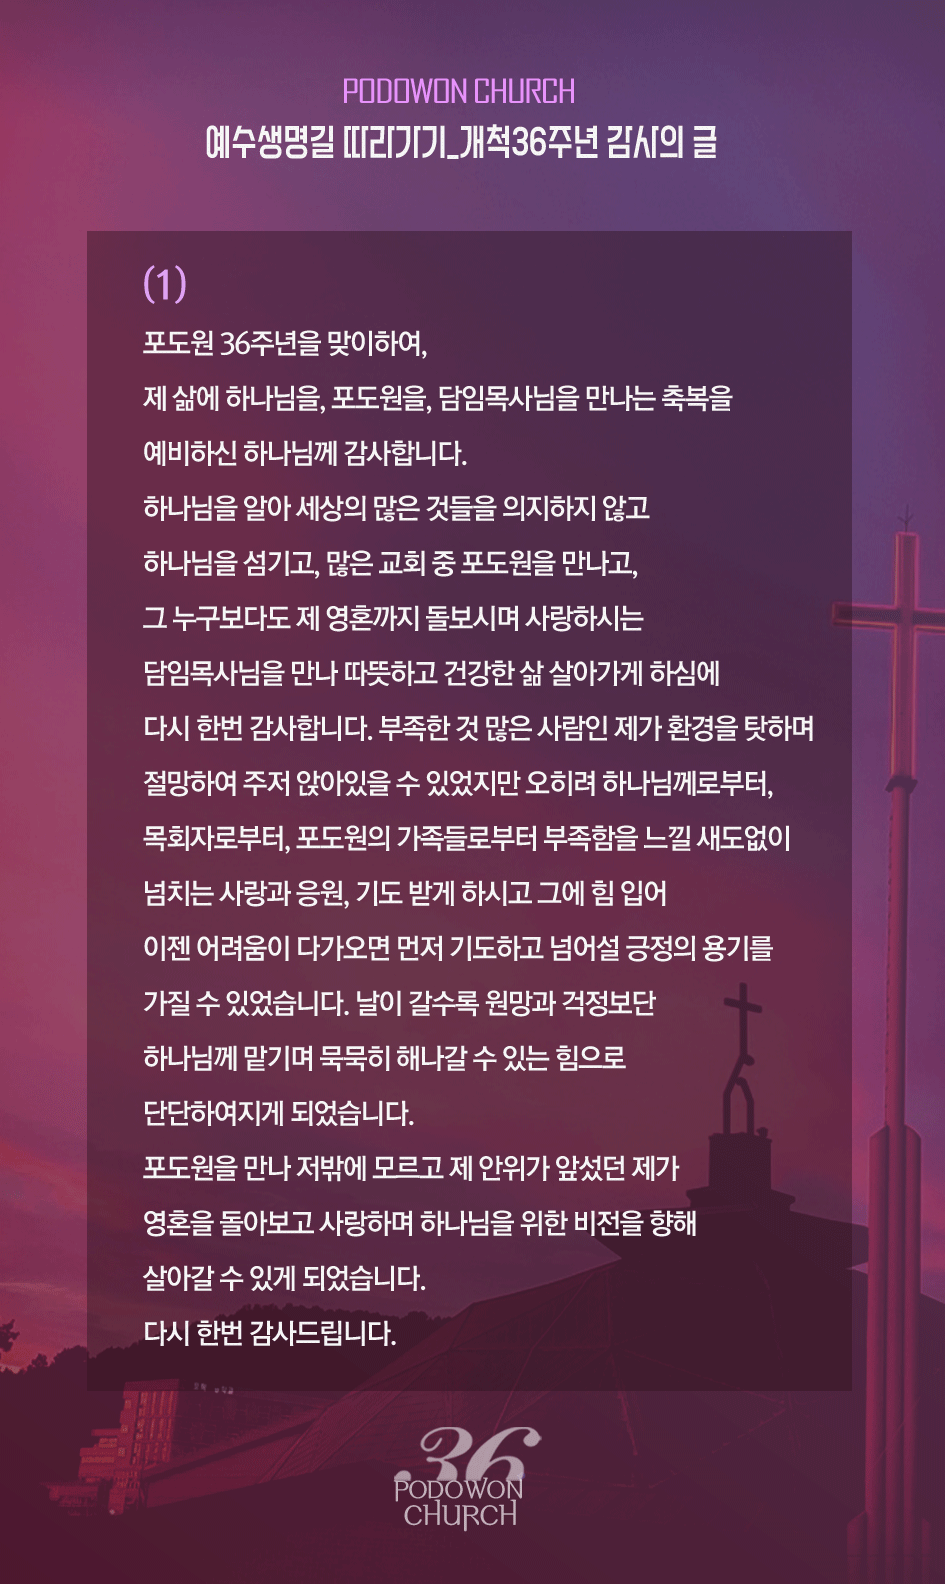 PODOWON CHURCH
예수생명길 따라가기_개척36주년 감사의 글
(1)
포도원 36주년을 맞이하여,
제 삶에 하나님을, 포도원을, 담임목사님을 만나는 축복을
예비하신 하나님께 감사합니다.
하나님을 알아 세상의 많은 것들을 의지하지 않고
하나님을 섬기고, 많은 교회 중 포도원을 만나고,
그 누구보다도 제 영혼까지 돌보시며 사랑하시는
담임목사님을 만나 따뜻하고 건강한 삶 살아가게 하심에
다시 한번 감사합니다. 부족한 것 많은 사람인 제가 환경을 탓하며
절망하여 주저 앉아있을 수 있었지만 오히려 하나님께로부터,
목회자로부터, 포도원의 가족들로부터 부족함을 느낄 새도없이
넘치는 사랑과 응원, 기도 받게 하시고 그에 힘 입어
이젠 어려움이 다가오면 먼저 기도하고 넘어설 긍정의 용기를
가질 수 있었습니다. 날이 갈수록 원망과 걱정보단
하나님께 맡기며 묵묵히 해나갈 수 있는 힘으로
단단하여지게 되었습니다.
포도원을 만나 저밖에 모르고 제 안위가 앞섰던 제가
영혼을 돌아보고 사랑하며 하나님을 위한 비전을 향해
살아갈 수 있게 되었습니다.
다시 한번 감사드립니다.
36
PODOWON
CHURCH